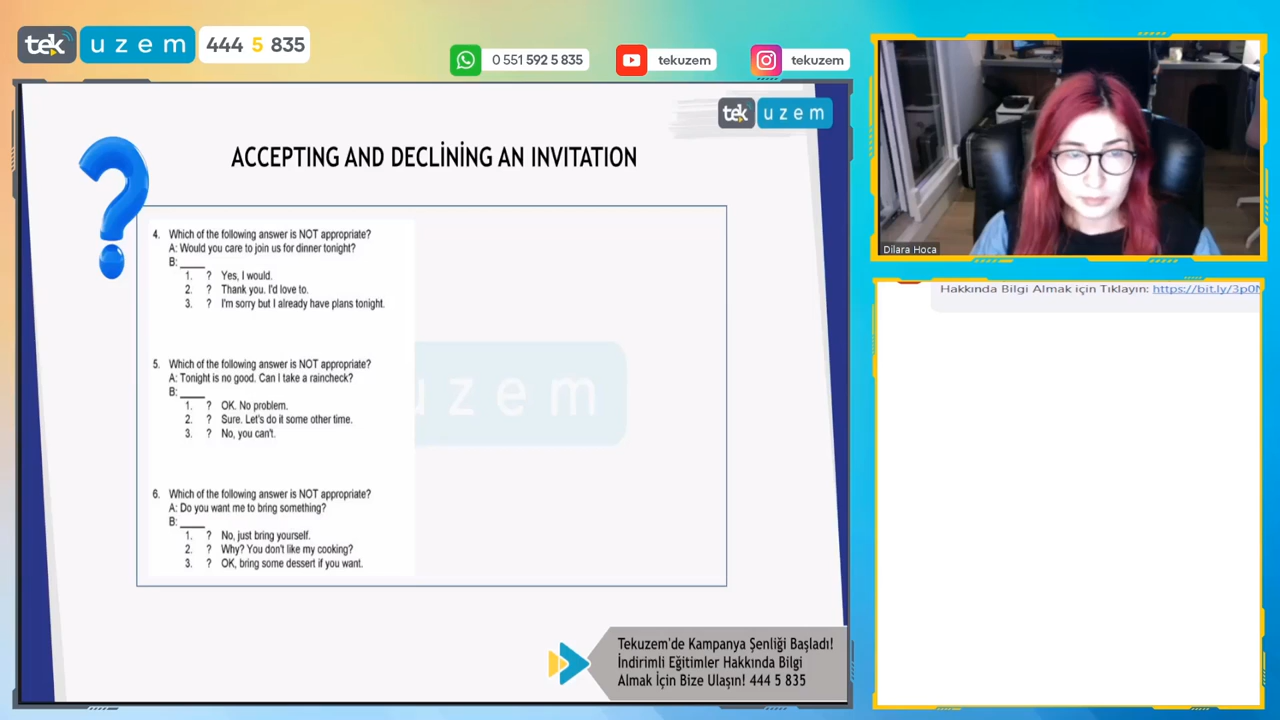 tek uzem 444 5 835
0 551 592 5 835
tekuzem
tekuzem
tek uzem
ACCEPTING AND DECLİNİNG AN INVITATION
4. Which of the following answer is NOT appropriate?
A: Would you care to join us for dinner tonight?
B: ____
1. ? Yes, I would.
2. ? Thank you. I'd love to.
3. ? I'm sorry but I already have plans tonight.
5. Which of the following answer is NOT appropriate?
A: Tonight is no good. Can I take a raincheck?
B: ____
1. ? OK. No problem.
2. ? Sure. Let's do it some other time.
3. ? No, you can't.
uzem
6. Which of the following answer is NOT appropriate?
A: Do you want me to bring something?
B: ____
1. ? No, just bring yourself.
2. ? Why? You don't like my cooking?
3. ? OK, bring some dessert if you want.
Tekuzem'de Kampanya Şenliği Başladı!
İndirimli Eğitimler Hakkında Bilgi
Almak İçin Bize Ulaşın! 444 5 835
Dilara Hoca
Hakkında Bilgi Almak için Tıklayın: https://bit.ly/3p0